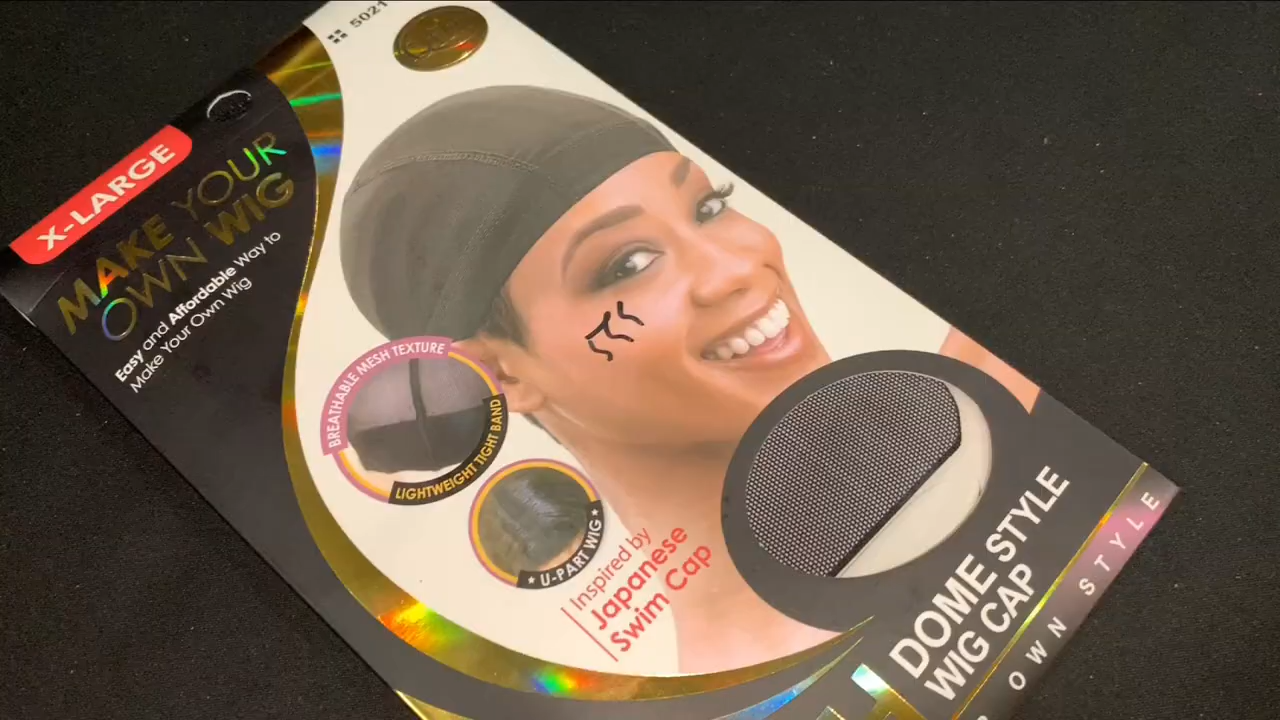 5021
X-LARGE
MAKE YOUR
OWN WIG
Easy and Affordable Way to
Make Your Own Wig
BREATHABLE MESH TEXTURE
LIGHTWEIGHT TIGHT BAND
★ U-PART WIG ★
Inspired by
Japanese
Swim Cap
DOME STYLE
WIG CAP
OWN STYLE